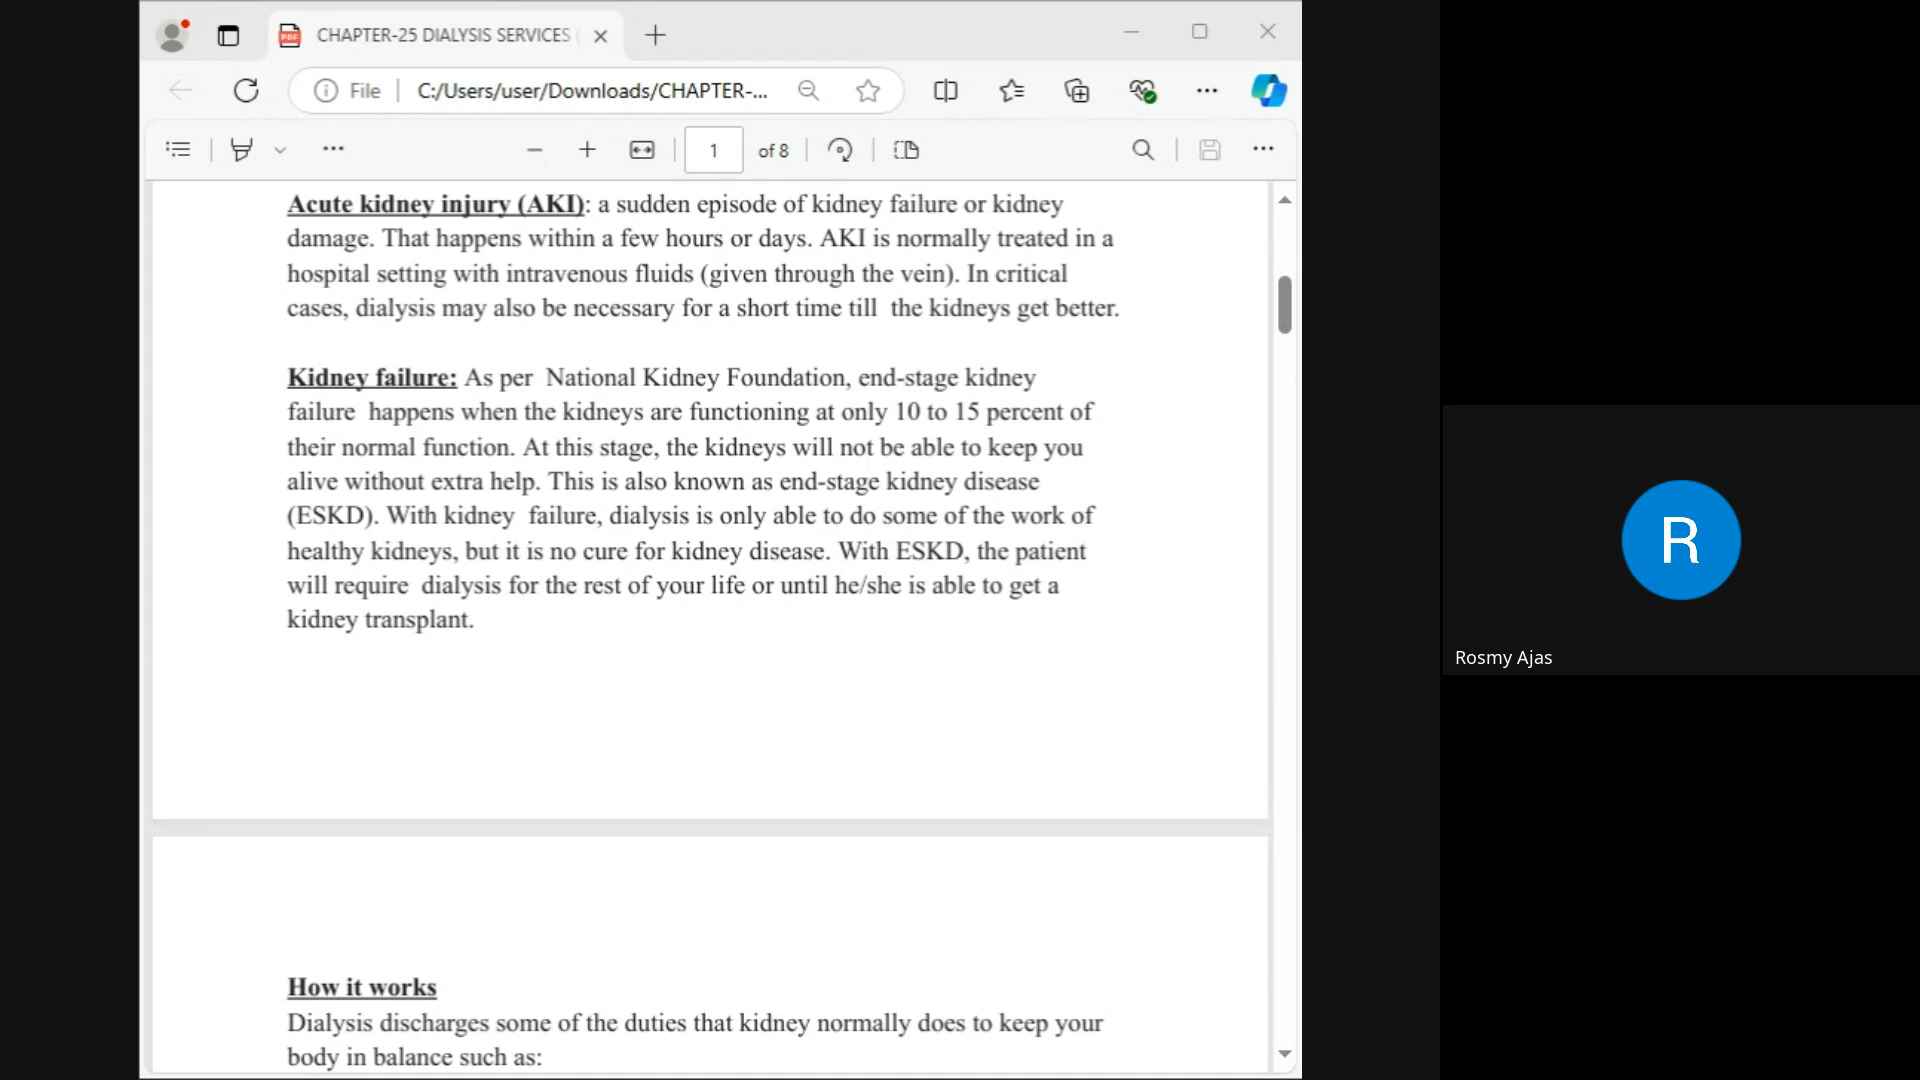 CHAPTER-25 DIALYSIS SERVICES
File
C:/Users/user/Downloads/CHAPTER-...
1 of 8
Acute kidney injury (AKI): a sudden episode of kidney failure or kidney
damage. That happens within a few hours or days. AKI is normally treated in a
hospital setting with intravenous fluids (given through the vein). In critical
cases, dialysis may also be necessary for a short time till  the kidneys get better.
Kidney failure: As per  National Kidney Foundation, end-stage kidney
failure  happens when the kidneys are functioning at only 10 to 15 percent of
their normal function. At this stage, the kidneys will not be able to keep you
alive without extra help. This is also known as end-stage kidney disease
(ESKD). With kidney  failure, dialysis is only able to do some of the work of
healthy kidneys, but it is no cure for kidney disease. With ESKD, the patient
will require  dialysis for the rest of your life or until he/she is able to get a
kidney transplant.
How it works
Dialysis discharges some of the duties that kidney normally does to keep your
body in balance such as:
R
Rosmy Ajas